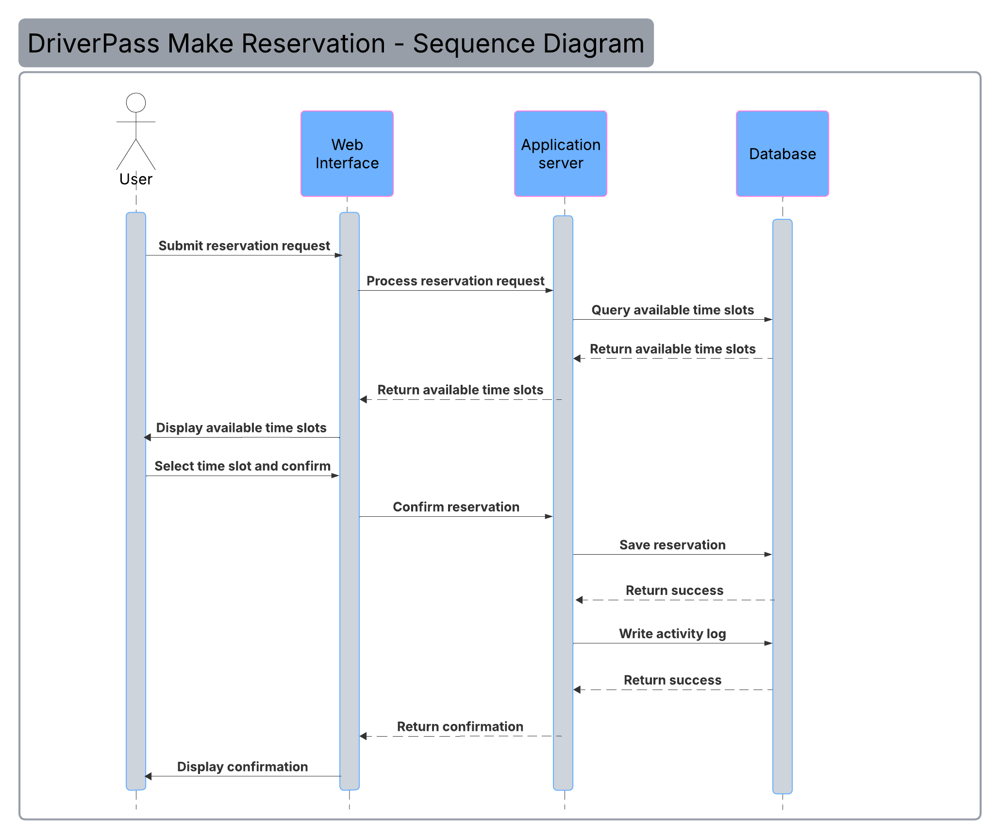 DriverPass Make Reservation - Sequence Diagram
User
Web
Interface
Application
server
Database
Submit reservation request
Process reservation request
Query available time slots
Return available time slots
Return available time slots
Display available time slots
Select time slot and confirm
Confirm reservation
Save reservation
Return success
Write activity log
Return success
Return confirmation
Display confirmation